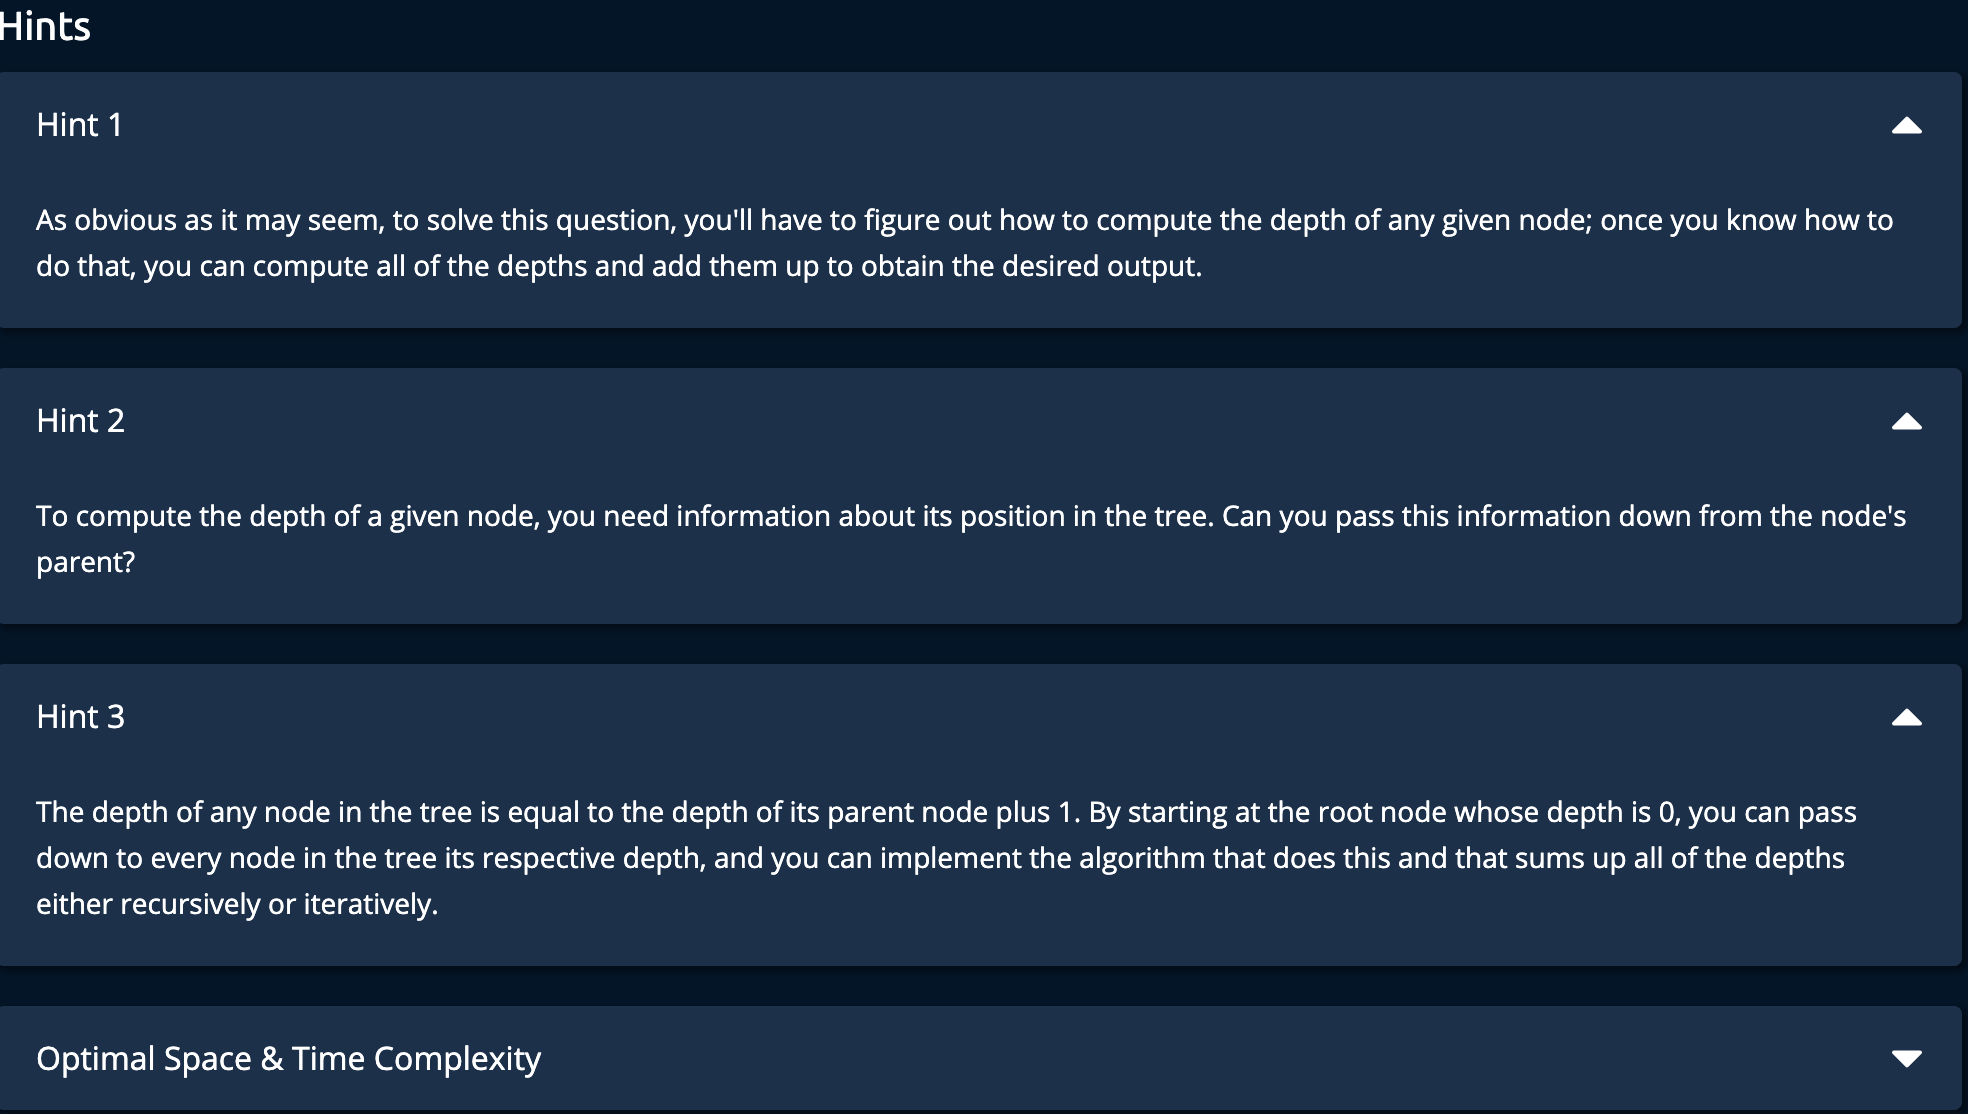 Hints
Hint 1
As obvious as it may seem, to solve this question, you'll have to figure out how to compute the depth of any given node; once you know how to
do that, you can compute all of the depths and add them up to obtain the desired output.
Hint 2
To compute the depth of a given node, you need information about its position in the tree. Can you pass this information down from the node's
parent?
Hint 3
The depth of any node in the tree is equal to the depth of its parent node plus 1. By starting at the root node whose depth is 0, you can pass
down to every node in the tree its respective depth, and you can implement the algorithm that does this and that sums up all of the depths
either recursively or iteratively.
Optimal Space & Time Complexity